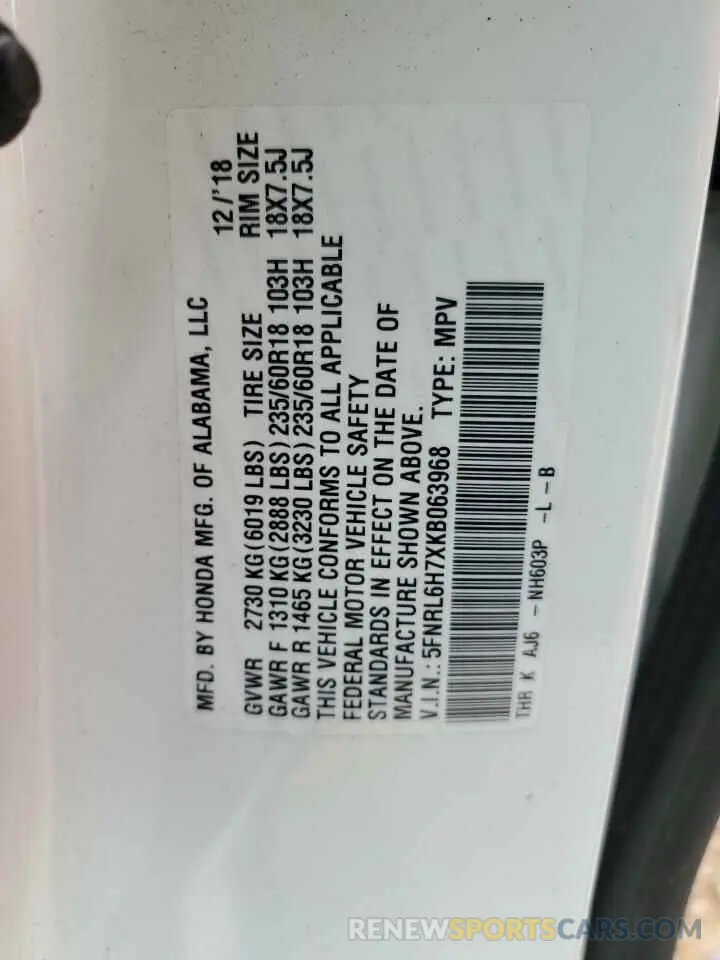 MFD. BY HONDA MFG. OF ALABAMA, LLC 12/'18
GVWR 2730 KG(6019 LBS) TIRE SIZE RIM SIZE
GAWR F 1310 KG(2888 LBS)235/60R18 103H 18X7.5J
GAWR R 1465 KG(3230 LBS)235/60R18 103H 18X7.5J
THIS VEHICLE CONFORMS TO ALL APPLICABLE
FEDERAL MOTOR VEHICLE SAFETY
STANDARDS IN EFFECT ON THE DATE OF
MANUFACTURE SHOWN ABOVE.
V.I.N.: 5FNRL6H7XKB063968 TYPE: MPV
THR K AJ6 - NH603P -L -B
RENEWSPORTSCARS.COM